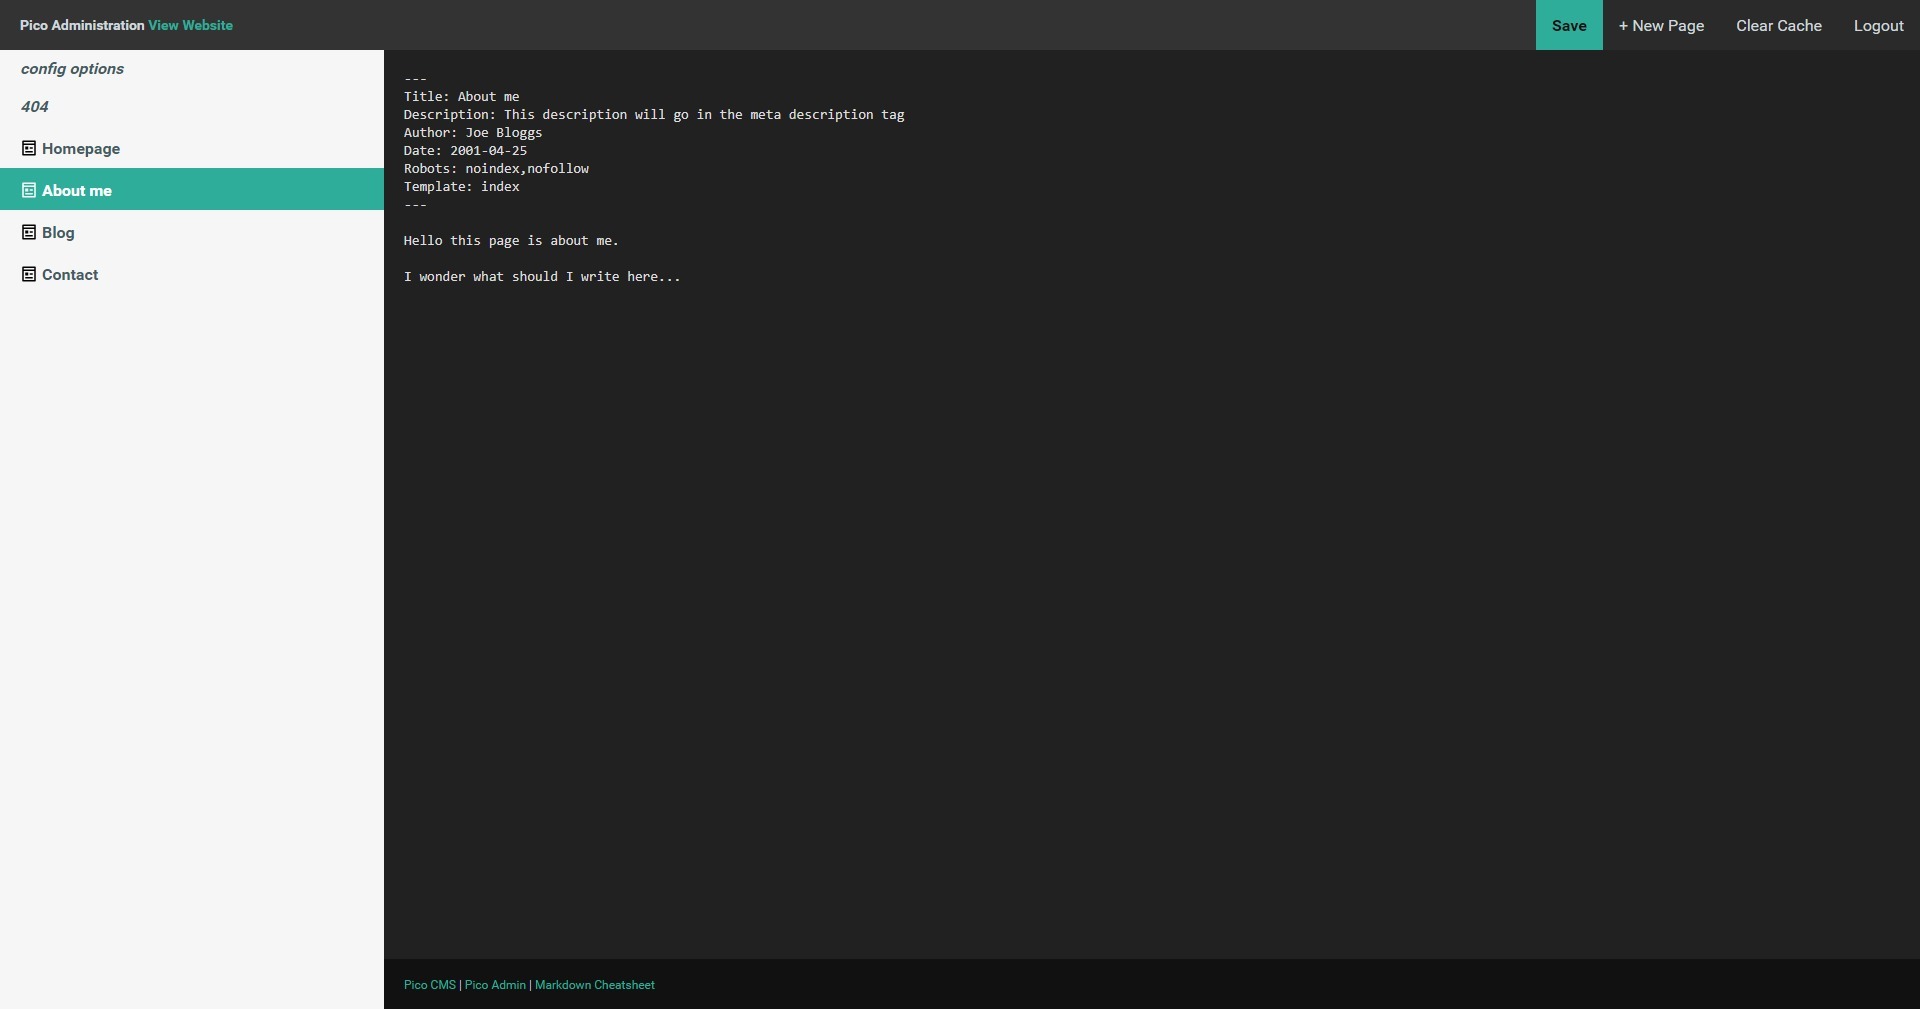 Pico Administration View Website
Save
+ New Page
Clear Cache
Logout
config options
404
Homepage
About me
Blog
Contact
---
Title: About me
Description: This description will go in the meta description tag
Author: Joe Bloggs
Date: 2001-04-25
Robots: noindex,nofollow
Template: index
---
Hello this page is about me.
I wonder what should I write here...
Pico CMS | Pico Admin | Markdown Cheatsheet